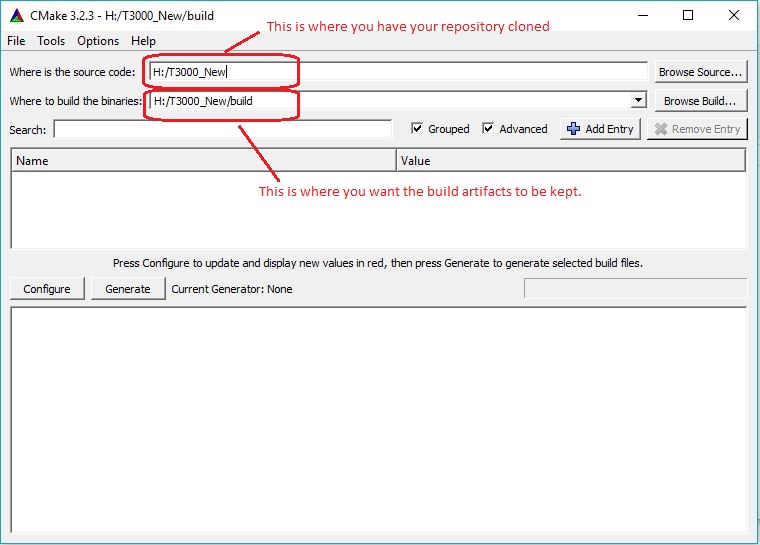 CMake 3.2.3 - H:/T3000_New/build
This is where you have your repository cloned
File Tools Options Help
Where is the source code: H:/T3000_New Browse Source...
Where to build the binaries: H:/T3000_New/build Browse Build...
Search: Grouped Advanced Add Entry Remove Entry
Name Value
This is where you want the build artifacts to be kept.
Press Configure to update and display new values in red, then press Generate to generate selected build files.
Configure Generate Current Generator: None